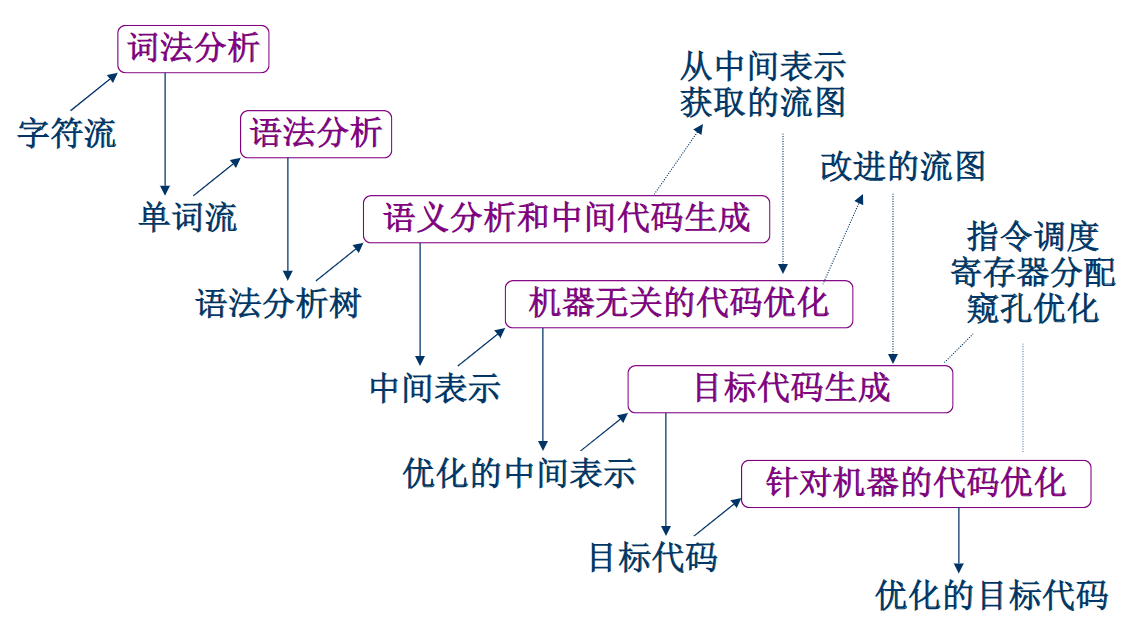 词法分析
字符流
语法分析
单词流
从中间表示
获取的流图
改进的流图
语义分析和中间代码生成
语法分析树
指令调度
寄存器分配
窥孔优化
机器无关的代码优化
中间表示
目标代码生成
优化的中间表示
针对机器的代码优化
目标代码
优化的目标代码